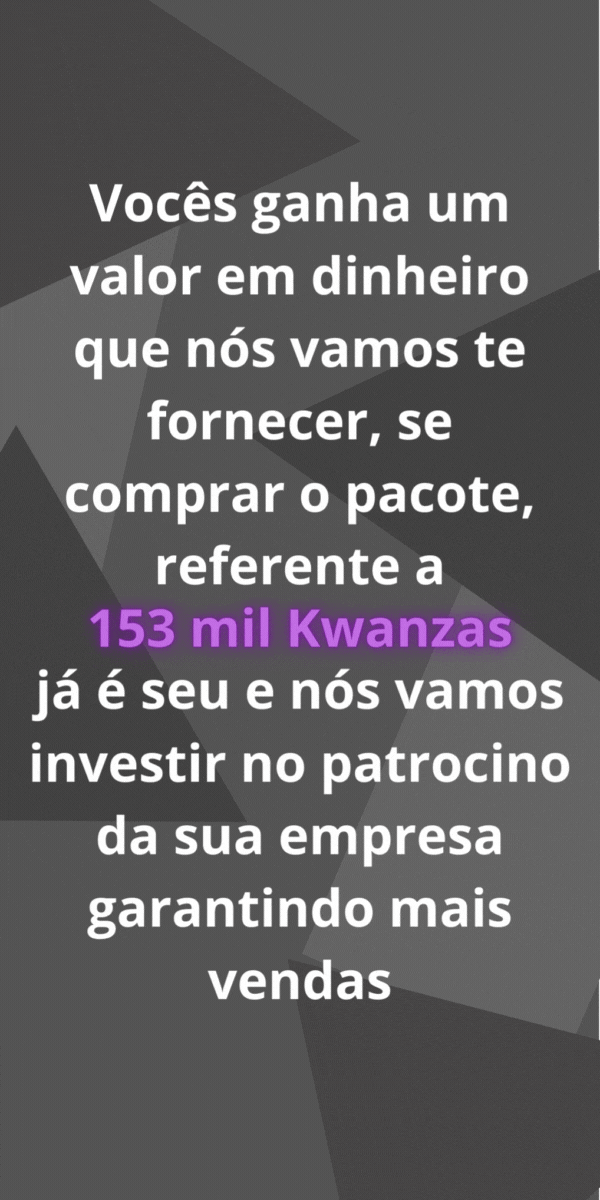 Vocês ganha um
valor em dinheiro
que nós vamos te
fornecer, se
comprar o pacote,
referente a
153 mil Kwanzas
já é seu e nós vamos
investir no patrocino
da sua empresa
garantindo mais
vendas